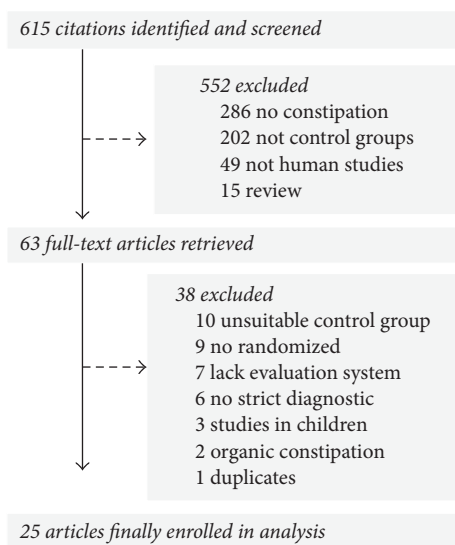 615 citations identified and screened
552 excluded
286 no constipation
202 not control groups
49 not human studies
15 review
63 full-text articles retrieved
38 excluded
10 unsuitable control group
9 no randomized
7 lack evaluation system
6 no strict diagnostic
3 studies in children
2 organic constipation
1 duplicates
25 articles finally enrolled in analysis